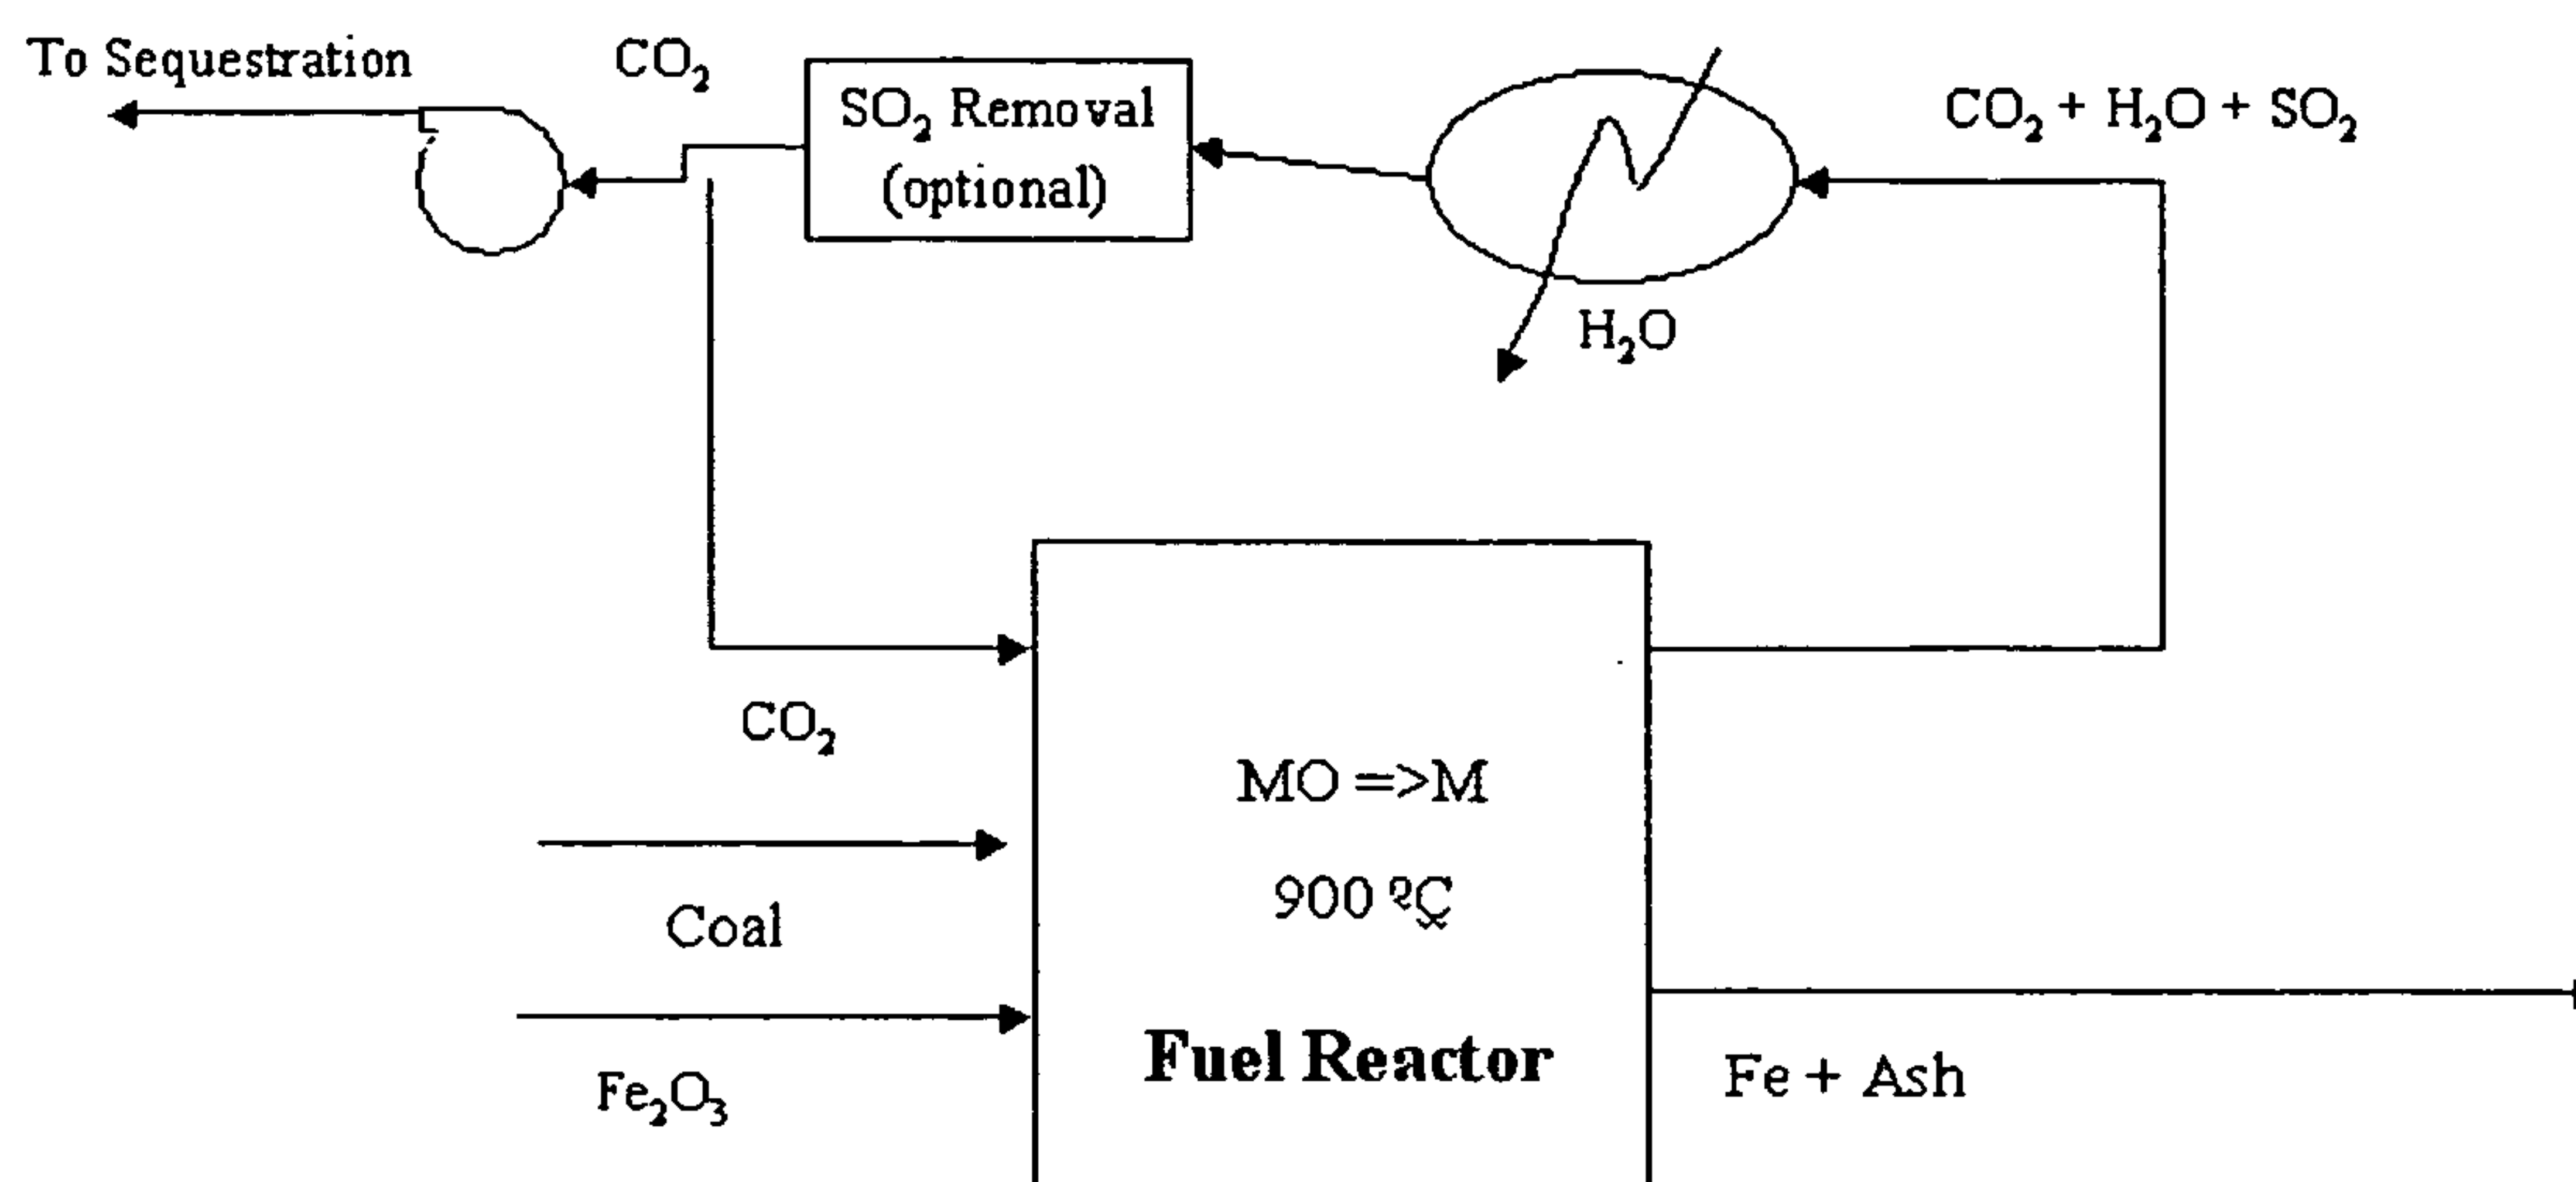 To Sequestration
CO₂
SO₂ Removal
(optional)
CO₂ + H₂O + SO₂
H₂O
CO₂
MO =>M
900 ºC
Coal
Fuel Reactor
Fe₂O₃
Fe + Ash